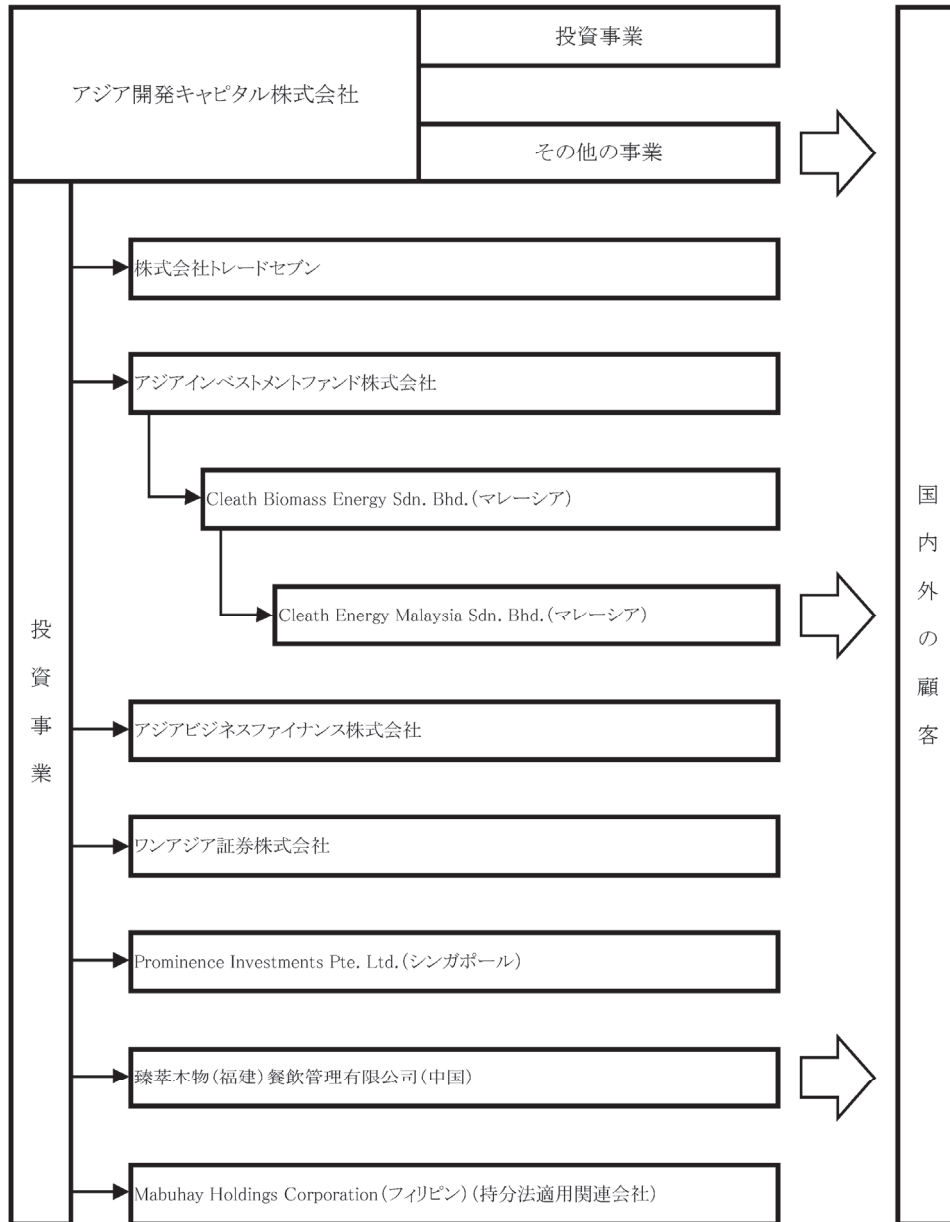 アジア開発キャピタル株式会社
投資事業
その他の事業
株式会社トレードセブン
アジアインベストメントファンド株式会社
Cleath Biomass Energy Sdn. Bhd.(マレーシア)
Cleath Energy Malaysia Sdn. Bhd.(マレーシア)
アジアビジネスファイナンス株式会社
ワンアジア証券株式会社
Prominence Investments Pte. Ltd.(シンガポール)
臻萃本物(福建)餐飲管理有限公司(中国)
Mabuhay Holdings Corporation(フィリピン)(持分法適用関連会社)
投資事業
国内外の顧客